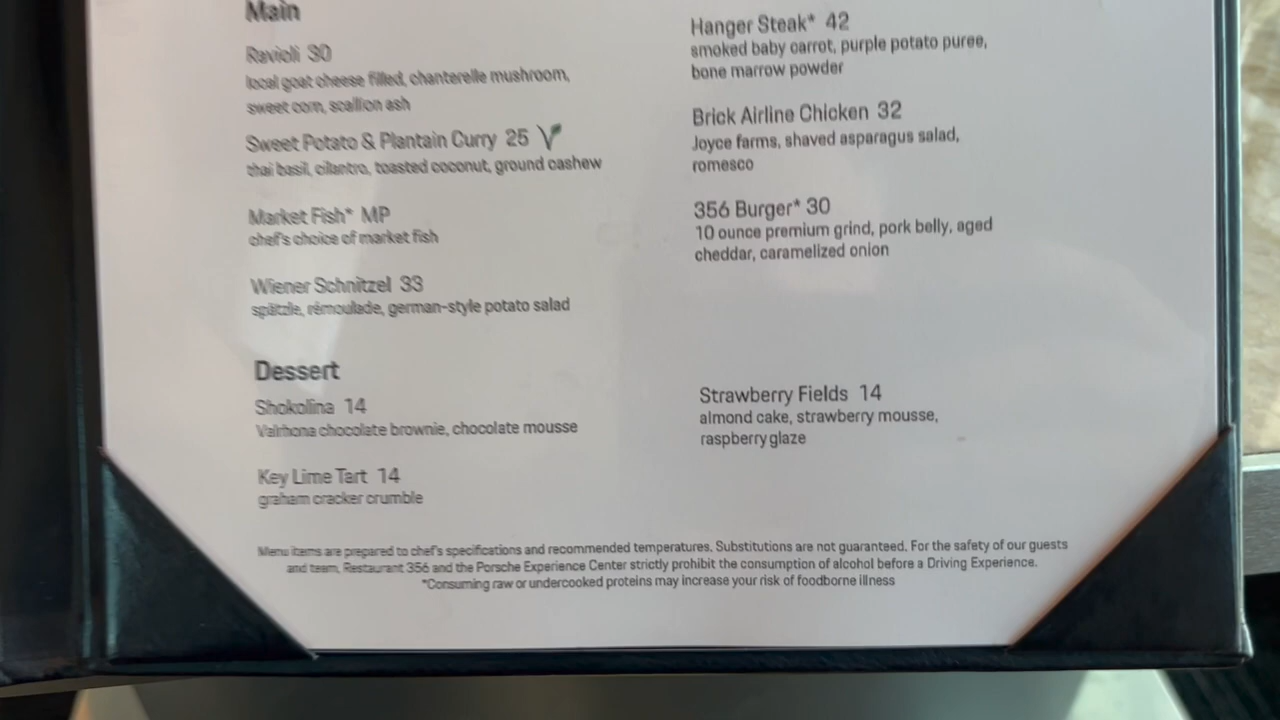 Main
Ravioli 30
local goat cheese filled, chanterelle mushroom,
sweet corn, scallion ash
Sweet Potato & Plantain Curry 25
thai basil, cilantro, toasted coconut, ground cashew
Market Fish* MP
chef's choice of market fish
Wiener Schnitzel 33
spätzle, rémoulade, german-style potato salad
Hanger Steak* 42
smoked baby carrot, purple potato puree,
bone marrow powder
Brick Airline Chicken 32
Joyce farms, shaved asparagus salad,
romesco
356 Burger* 30
10 ounce premium grind, pork belly, aged
cheddar, caramelized onion
Dessert
Shokolina 14
Valrhona chocolate brownie, chocolate mousse
Key Lime Tart 14
graham cracker crumble
Strawberry Fields 14
almond cake, strawberry mousse,
raspberry glaze
Menu items are prepared to chef's specifications and recommended temperatures. Substitutions are not guaranteed. For the safety of our guests
and team, Restaurant 356 and the Porsche Experience Center strictly prohibit the consumption of alcohol before a Driving Experience.
*Consuming raw or undercooked proteins may increase your risk of foodborne illness